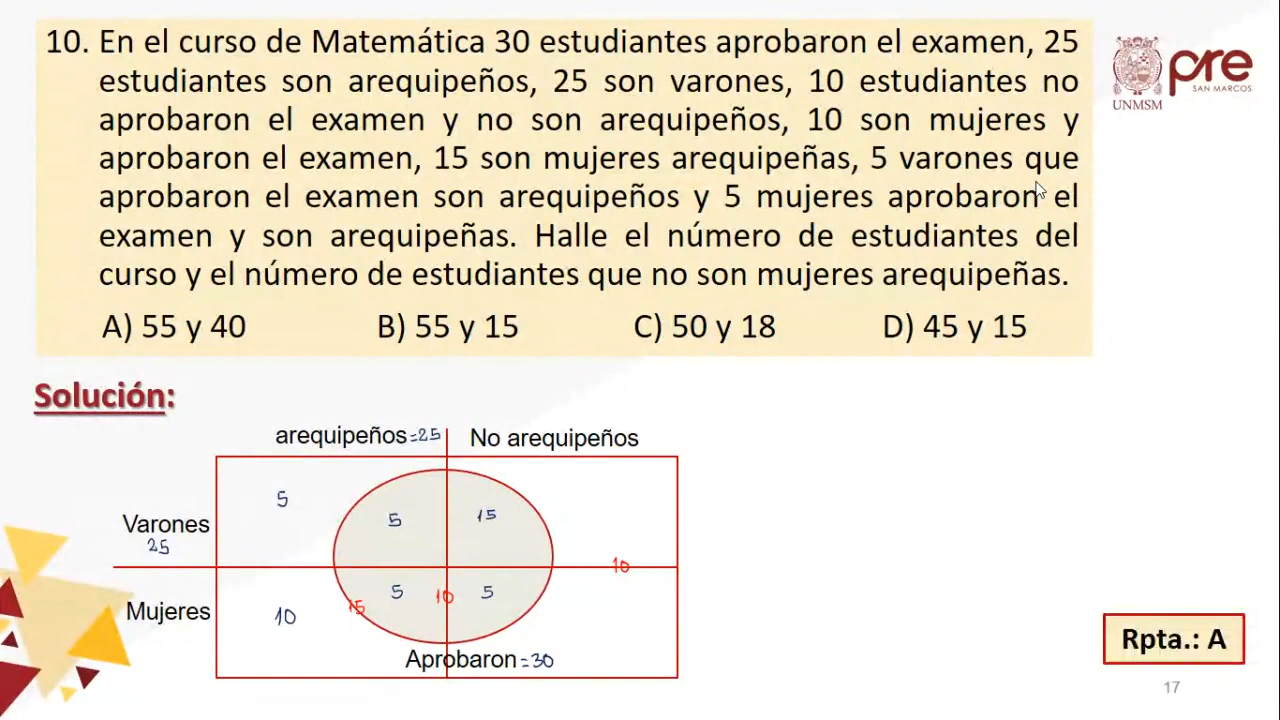 10. En el curso de Matemática 30 estudiantes aprobaron el examen, 25
estudiantes son arequipeños, 25 son varones, 10 estudiantes no
aprobaron el examen y no son arequipeños, 10 son mujeres y
aprobaron el examen, 15 son mujeres arequipeñas, 5 varones que
aprobaron el examen son arequipeños y 5 mujeres aprobaron el
examen y son arequipeñas. Halle el número de estudiantes del
curso y el número de estudiantes que no son mujeres arequipeñas.
A) 55 y 40 B) 55 y 15 C) 50 y 18 D) 45 y 15
UNMSM
pre
SAN MARCOS
Solución:
arequipeños =25 No arequipeños
5
5 15
Varones
25
10
Mujeres 10 15 5 10 5
Aprobaron =30
Rpta.: A
17